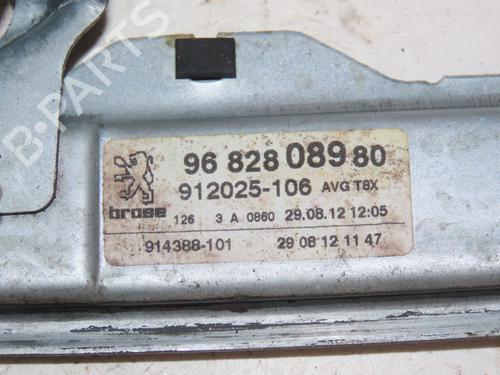 B-PARTS
96 828 089 80
912025-106 AVG T8X
brose 126 3 A 0860 29.08.12 12:05
914388-101 29 08 12 11 47